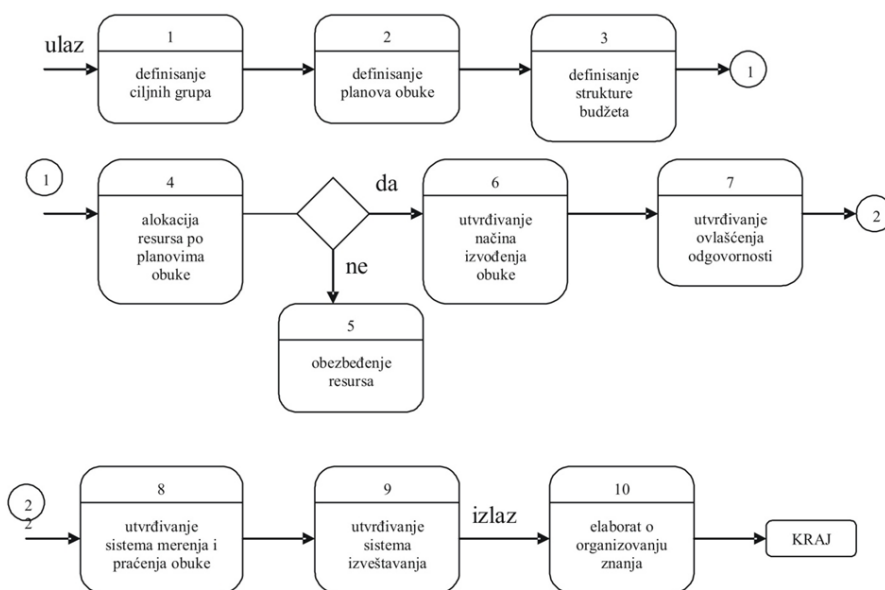 ulaz
1
definisanje
ciljnih grupa
2
definisanje
planova obuke
3
definisanje
strukture
budžeta
1
1
4
alokacija
resursa po
planovima
obuke
da
ne
5
obezbeđenje
resursa
6
utvrđivanje
načina
izvođenja
obuke
7
utvrđivanje
ovlašćenja
odgovornosti
2
2
2
8
utvrđivanje
sistema merenja i
praćenja obuke
9
utvrđivanje
sistema
izveštavanja
izlaz
10
elaborat o
organizovanju
znanja
KRAJ